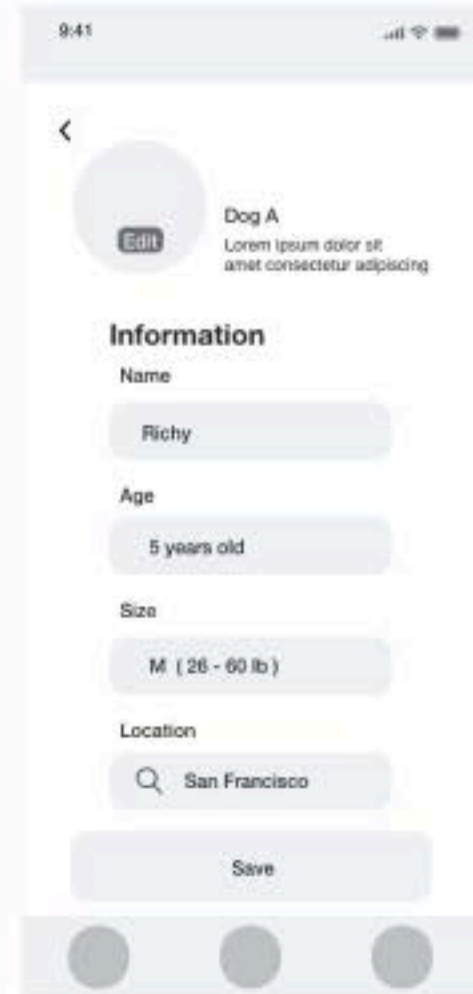 9:41
Edit
Dog A
Lorem ipsum dolor sit
amet consectetur adipiscing
Information
Name
Richy
Age
5 years old
Size
M ( 26 - 60 lb )
Location
San Francisco
Save